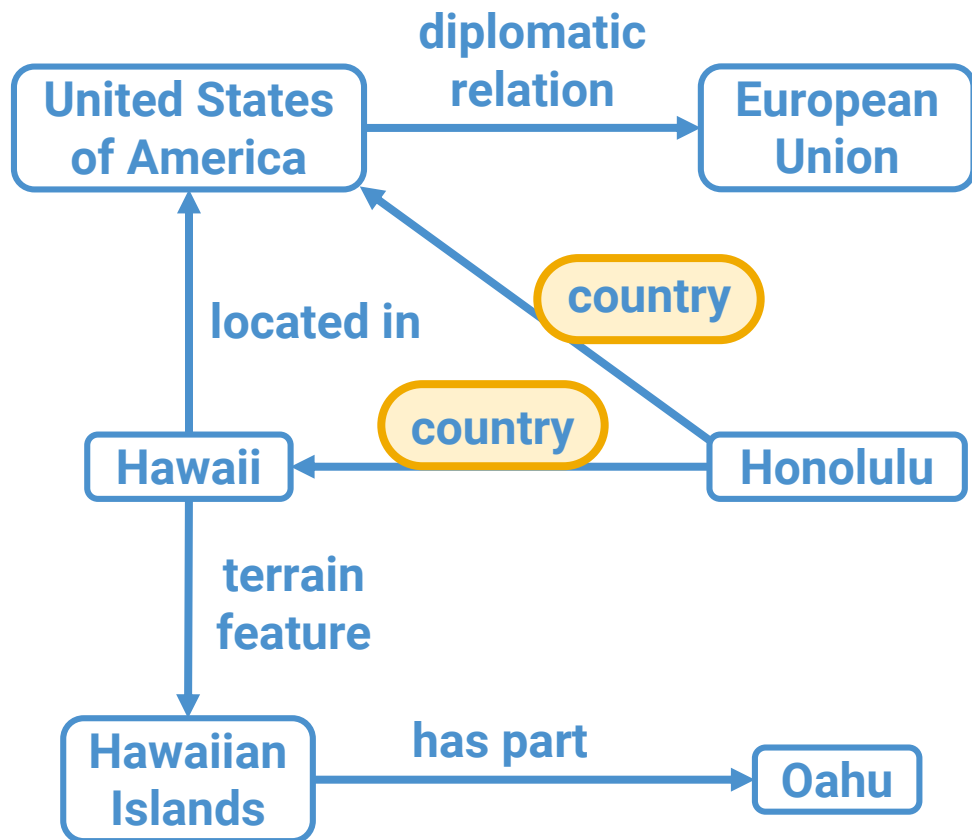 diplomatic
relation
United States
of America
European
Union
country
located in
country
Hawaii
Honolulu
terrain
feature
Hawaiian
Islands
has part
Oahu